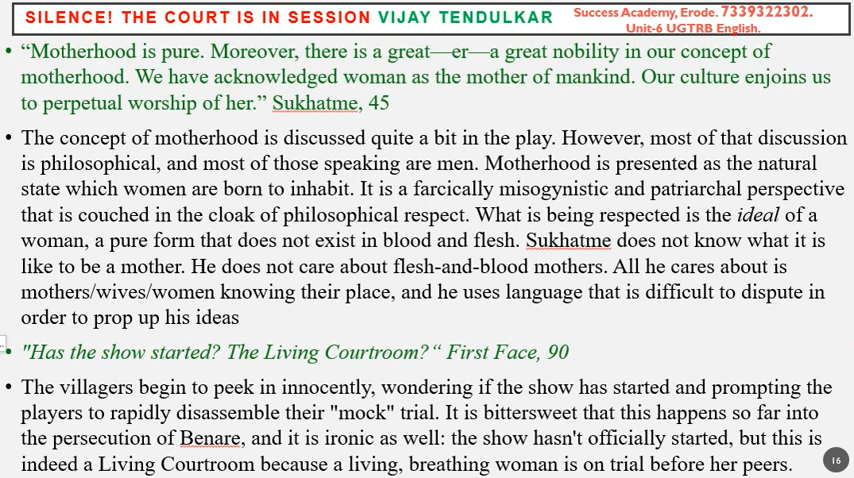 SILENCE! THE COURT IS IN SESSION VIJAY TENDULKAR
Success Academy, Erode. 7339322302.
Unit-6 UGTRB English.
• “Motherhood is pure. Moreover, there is a great—er—a great nobility in our concept of
motherhood. We have acknowledged woman as the mother of mankind. Our culture enjoins us
to perpetual worship of her.” Sukhatme, 45
• The concept of motherhood is discussed quite a bit in the play. However, most of that discussion
is philosophical, and most of those speaking are men. Motherhood is presented as the natural
state which women are born to inhabit. It is a farcically misogynistic and patriarchal perspective
that is couched in the cloak of philosophical respect. What is being respected is the ideal of a
woman, a pure form that does not exist in blood and flesh. Sukhatme does not know what it is
like to be a mother. He does not care about flesh-and-blood mothers. All he cares about is
mothers/wives/women knowing their place, and he uses language that is difficult to dispute in
order to prop up his ideas
• "Has the show started? The Living Courtroom?“ First Face, 90
• The villagers begin to peek in innocently, wondering if the show has started and prompting the
players to rapidly disassemble their "mock" trial. It is bittersweet that this happens so far into
the persecution of Benare, and it is ironic as well: the show hasn't officially started, but this is
indeed a Living Courtroom because a living, breathing woman is on trial before her peers.
16